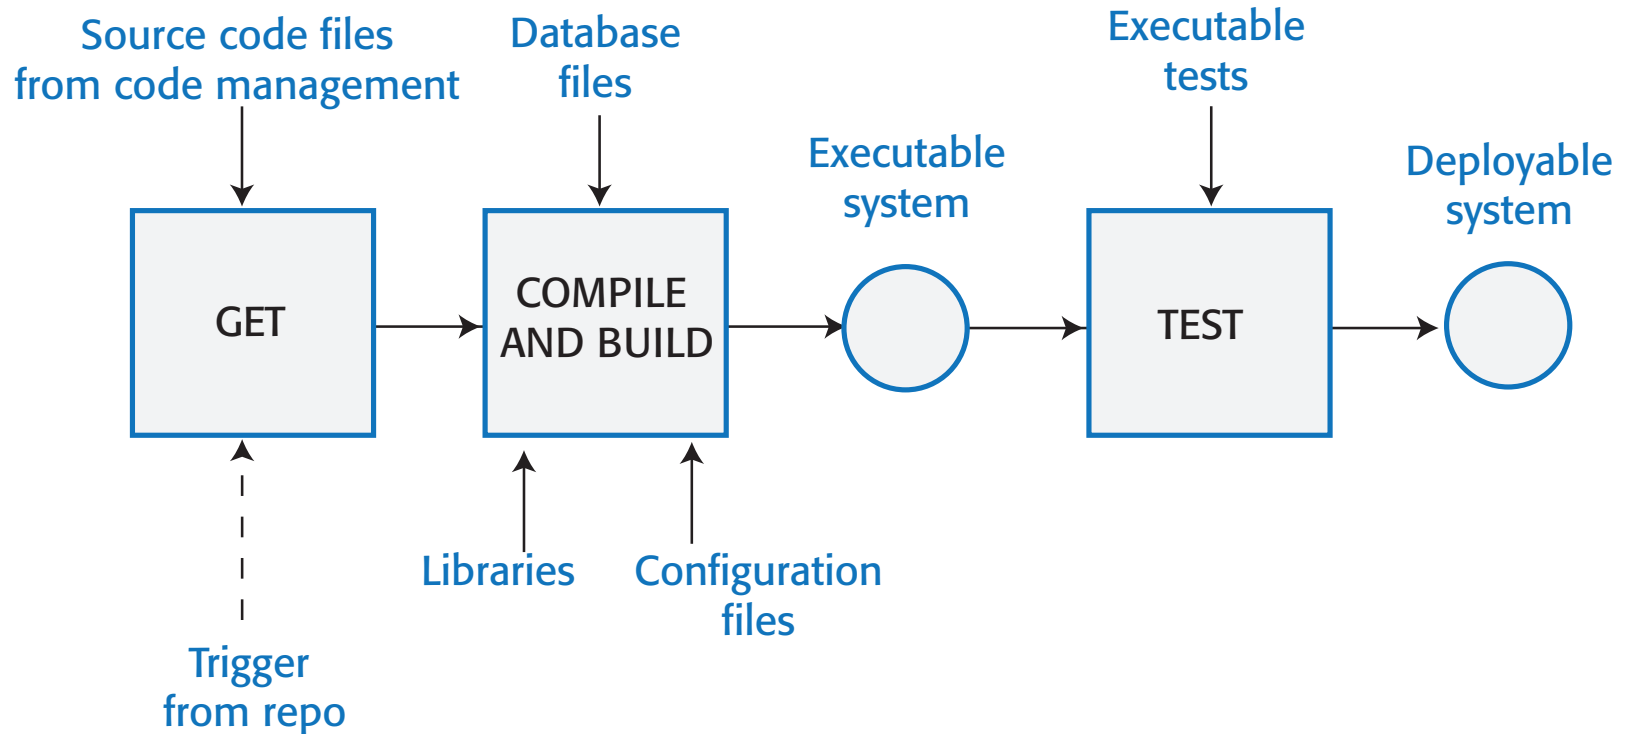 Source code files
from code management
Database
files
Executable
tests
Executable
system
Deployable
system
GET
COMPILE
AND BUILD
TEST
Libraries
Configuration
files
Trigger
from repo